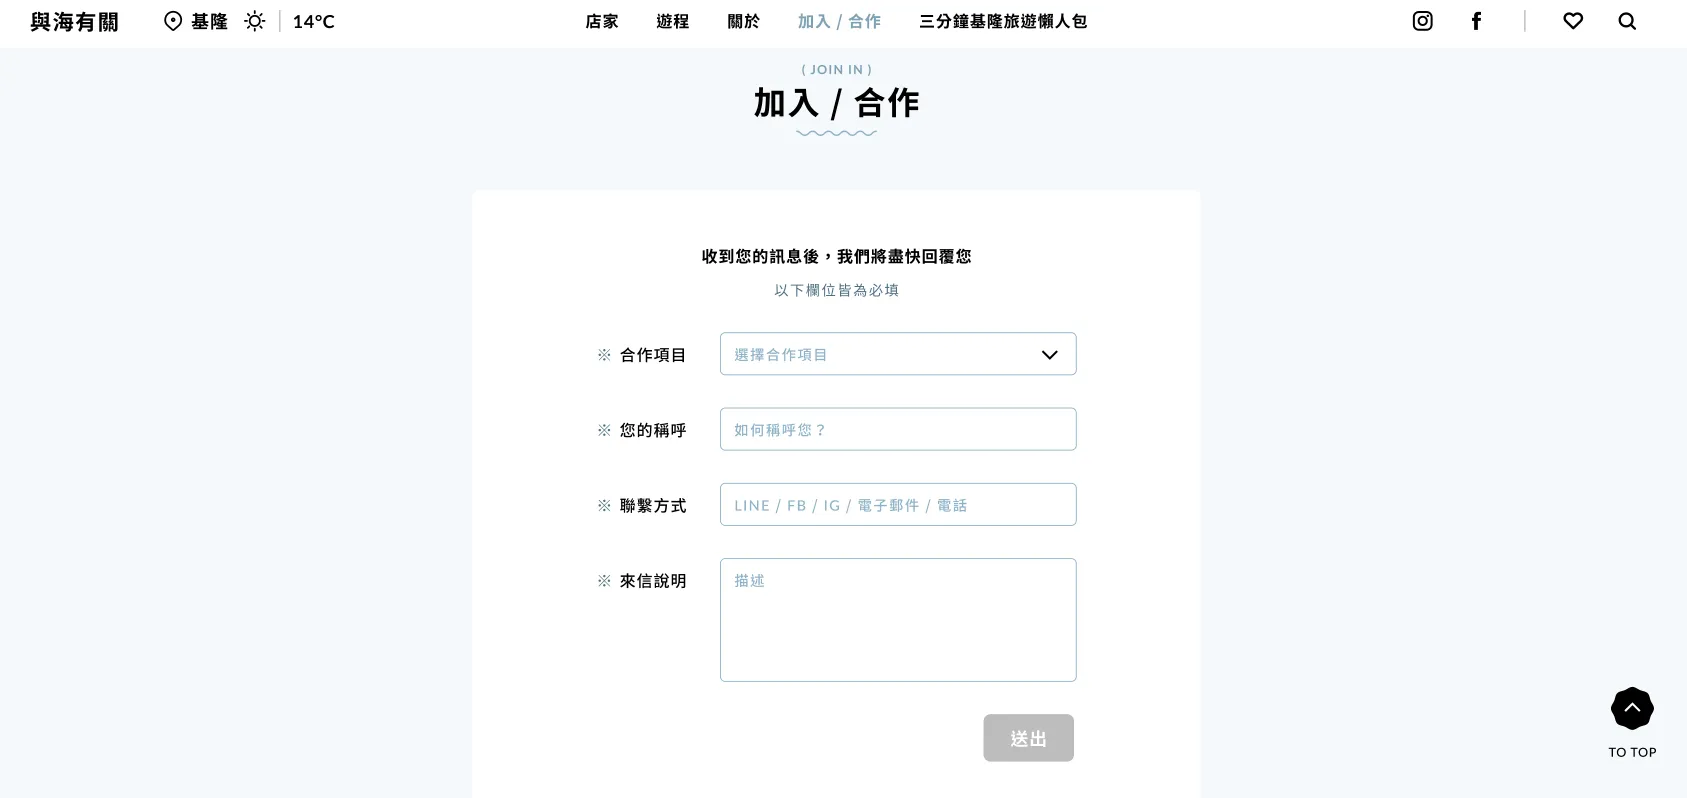 與海有關 基隆 14°C 店家 遊程 關於 加入 / 合作 三分鐘基隆旅遊懶人包
( JOIN IN )
加入 / 合作
收到您的訊息後，我們將盡快回覆您
以下欄位皆為必填
※ 合作項目 選擇合作項目
※ 您的稱呼 如何稱呼您？
※ 聯繫方式 LINE / FB / IG / 電子郵件 / 電話
※ 來信說明 描述
送出
TO TOP